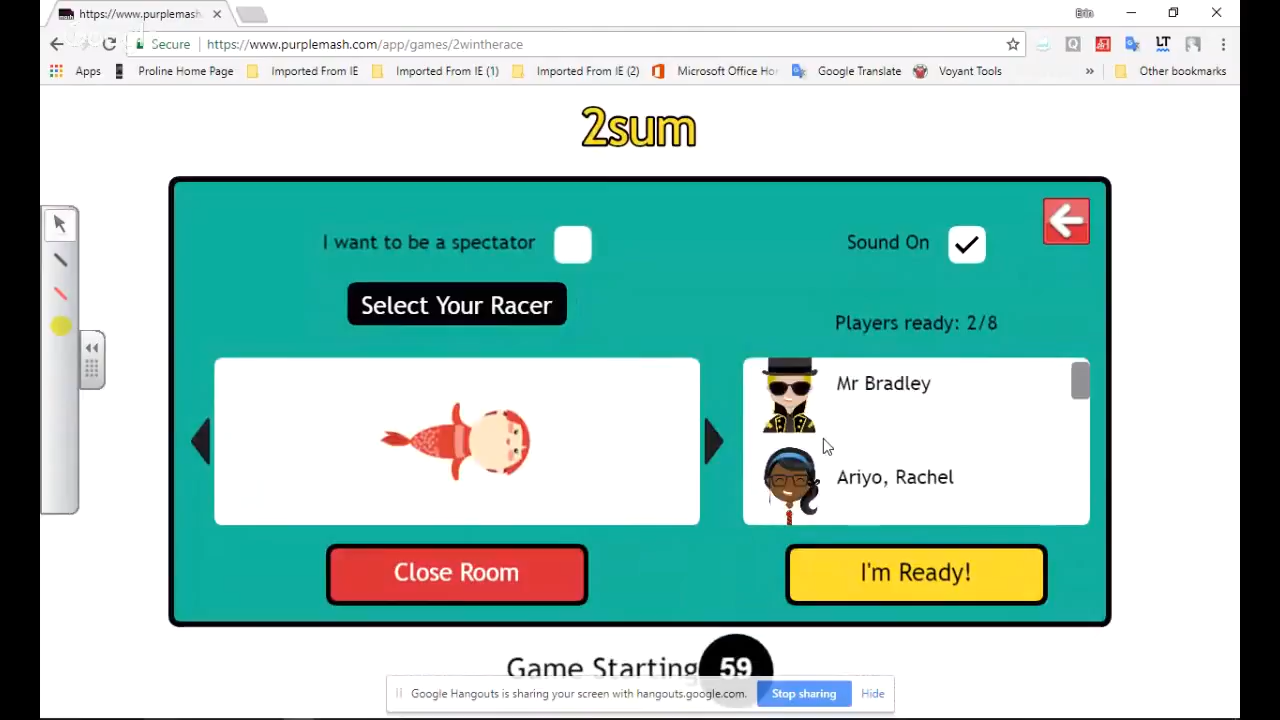 https://www.purplemash.
Erin
Secure
https://www.purplemash.com/app/games/2wintherace
Apps
Proline Home Page
Imported From IE
Imported From IE (1)
Imported From IE (2)
Microsoft Office Hor
Google Translate
Voyant Tools
»
Other bookmarks
2sum
I want to be a spectator
Sound On
Select Your Racer
Players ready: 2/8
Mr Bradley
Ariyo, Rachel
Close Room
I'm Ready!
Game Starting 59
Google Hangouts is sharing your screen with hangouts.google.com.
Stop sharing
Hide